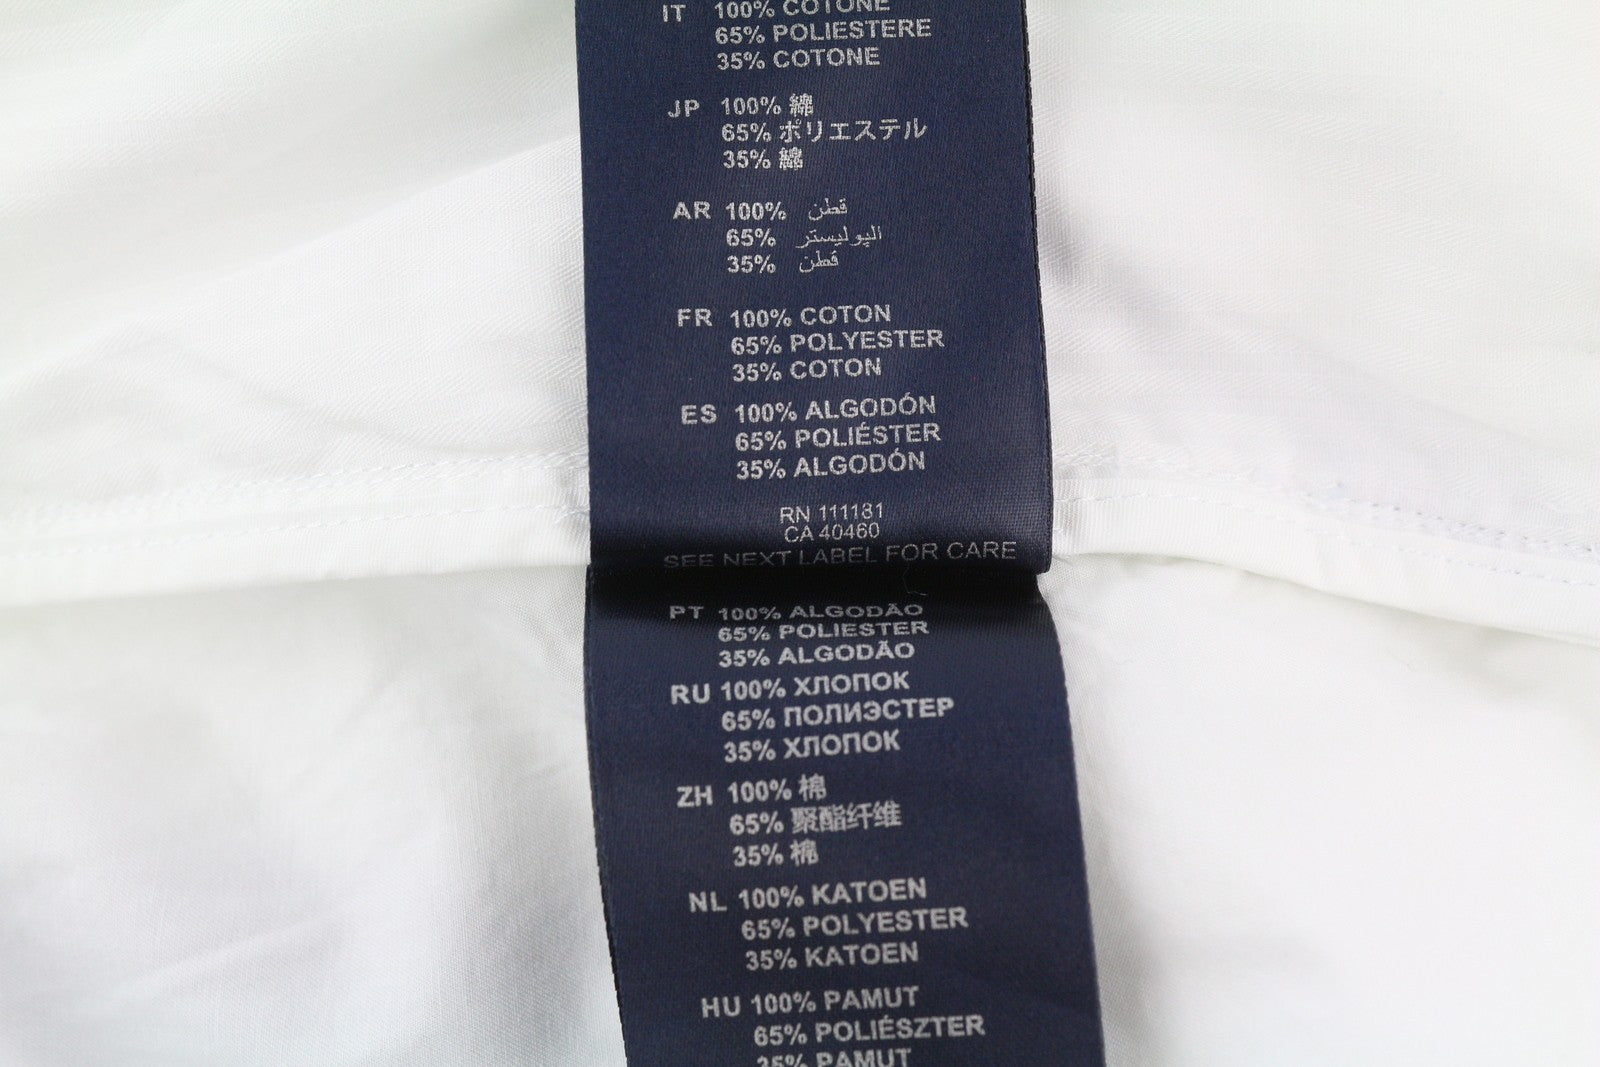 IT 100% COTONE
65% POLIESTERE
35% COTONE
JP 100% 綿
65% ポリエステル
35% 綿
AR 100% قطن
65% البوليستر
35% قطن
FR 100% COTON
65% POLYESTER
35% COTON
ES 100% ALGODÓN
65% POLIÉSTER
35% ALGODÓN
RN 111181
CA 40460
SEE NEXT LABEL FOR CARE
PT 100% ALGODÃO
65% POLIESTER
35% ALGODÃO
RU 100% ХЛОПОК
65% ПОЛИЭСТЕР
35% ХЛОПОК
ZH 100% 棉
65% 聚酯纤维
35% 棉
NL 100% KATOEN
65% POLYESTER
35% KATOEN
HU 100% PAMUT
65% POLIÉSZTER
35% PAMUT